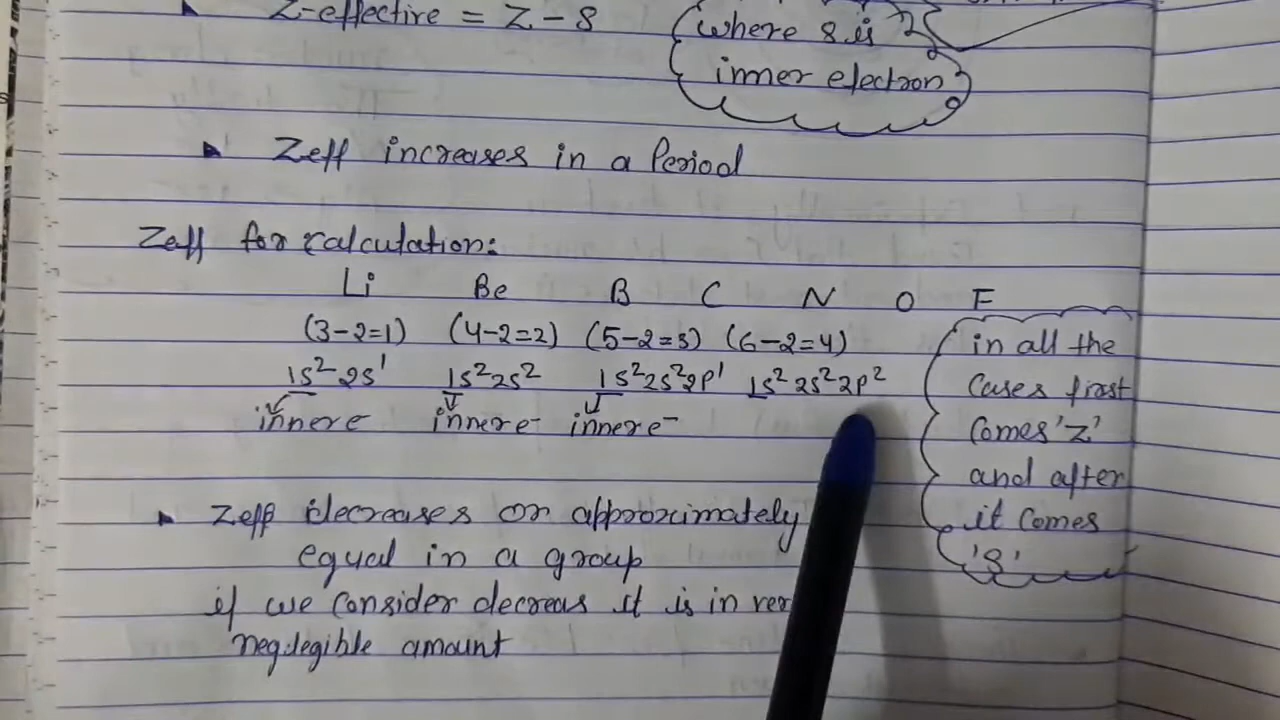 Z-effective = Z - S
(where s is
inner electron)
Zeff increases in a Period
Zeff for calculation:
Li Be B C N O F
(3-2=1) (4-2=2) (5-2=3) (6-2=4)
1s² 2s¹ 1s² 2s² 1s² 2s² 2p¹ 1s² 2s² 2p²
inner e inner e⁻ inner e⁻
in all the
Cases first
Comes 'Z'
and after
it comes
'S'
Zeff decreases or approximately
equal in a group
if we consider decreas it is in ver
neglegible amount